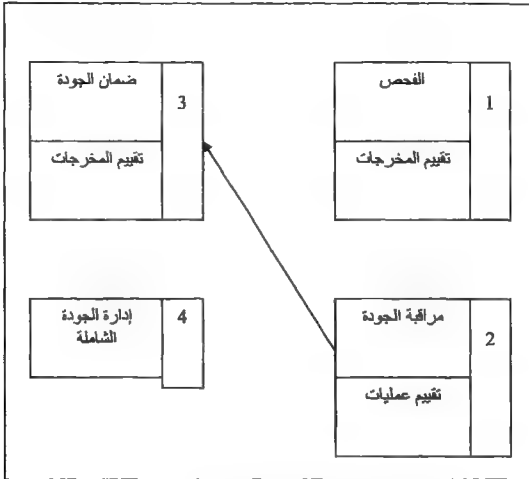 الفحص
1
تقييم المخرجات
مراقبة الجودة
2
تقييم عمليات
ضمان الجودة
3
تقييم المخرجات
إدارة الجودة
الشاملة
4